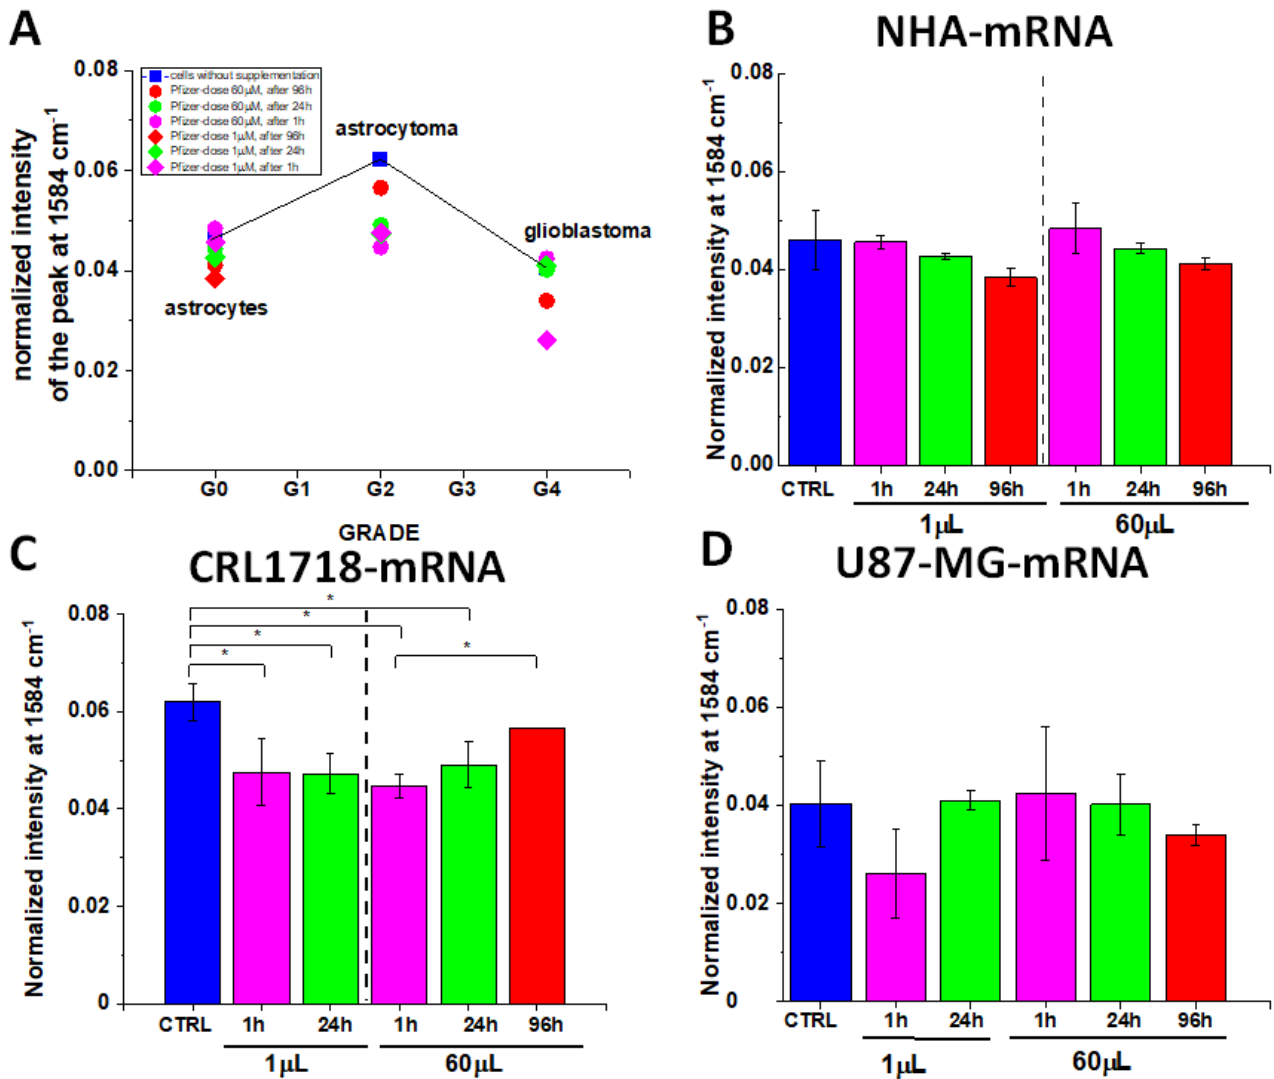 A
normalized intensity
of the peak at 1584 cm⁻¹
0.08
0.06
0.04
0.02
0.00
cells without supplementation
Pfizer-dose 60µM, after 96h
Pfizer-dose 60µM, after 24h
Pfizer-dose 60µM, after 1h
Pfizer-dose 1µM, after 96h
Pfizer-dose 1µM, after 24h
Pfizer-dose 1µM, after 1h
astrocytoma
glioblastoma
astrocytes
G0 G1 G2 G3 G4
GRADE
B
NHA-mRNA
Normalized intensity at 1584 cm⁻¹
0.08
0.06
0.04
0.02
0.00
CTRL 1h 24h 96h 1h 24h 96h
1µL 60µL
C
CRL1718-mRNA
Normalized intensity at 1584 cm⁻¹
0.08
0.06
0.04
0.02
0
*
*
*
*
*
CTRL 1h 24h 1h 24h 96h
1µL 60µL
D
U87-MG-mRNA
Normalized intensity at 1584 cm⁻¹
0.08
0.06
0.04
0.02
0
CTRL 1h 24h 1h 24h 96h
1µL 60µL